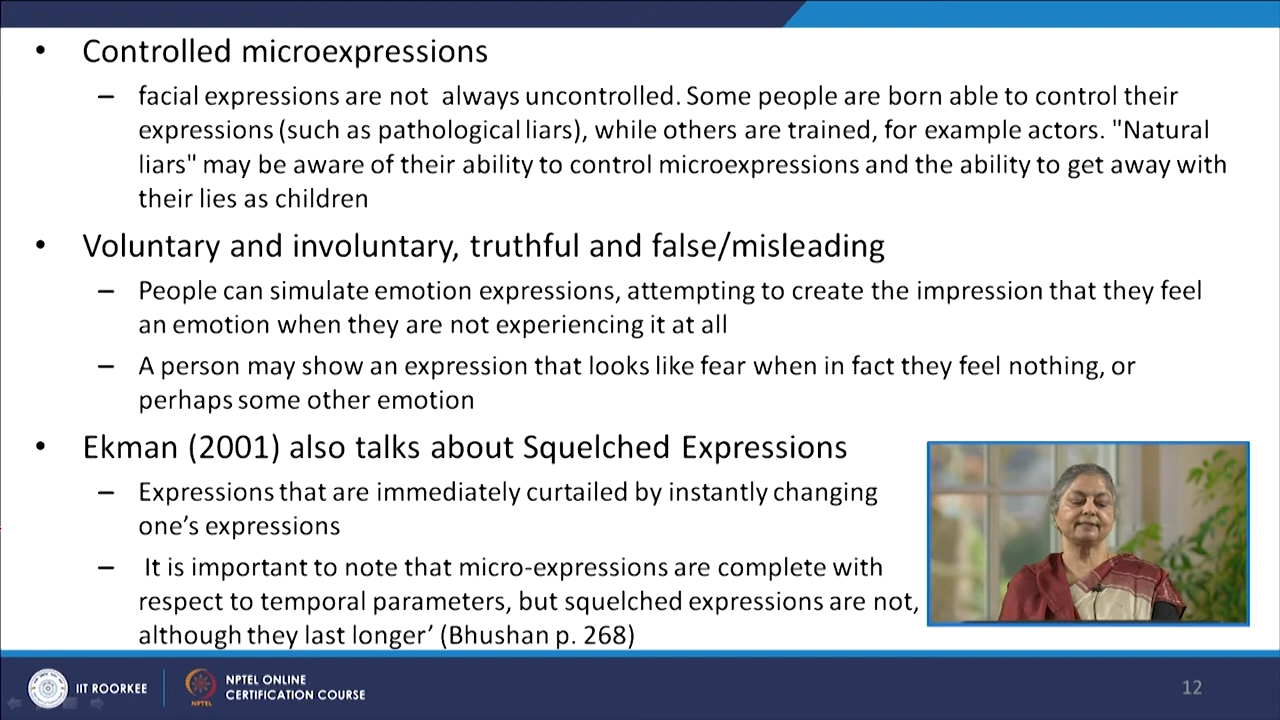 • Controlled microexpressions
– facial expressions are not always uncontrolled. Some people are born able to control their
expressions (such as pathological liars), while others are trained, for example actors. "Natural
liars" may be aware of their ability to control microexpressions and the ability to get away with
their lies as children
• Voluntary and involuntary, truthful and false/misleading
– People can simulate emotion expressions, attempting to create the impression that they feel
an emotion when they are not experiencing it at all
– A person may show an expression that looks like fear when in fact they feel nothing, or
perhaps some other emotion
• Ekman (2001) also talks about Squelched Expressions
– Expressions that are immediately curtailed by instantly changing
one’s expressions
– It is important to note that micro-expressions are complete with
respect to temporal parameters, but squelched expressions are not,
although they last longer’ (Bhushan p. 268)
IIT ROORKEE
NPTEL
NPTEL ONLINE
CERTIFICATION COURSE
12